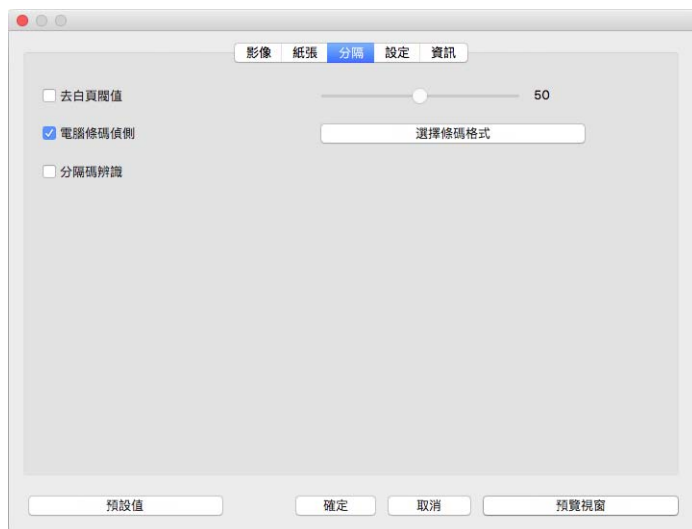 影像 紙張 分隔 設定 資訊
去白頁閥值 50
電腦條碼偵側 選擇條碼格式
分隔碼辨識
預設值 確定 取消 預覽視窗